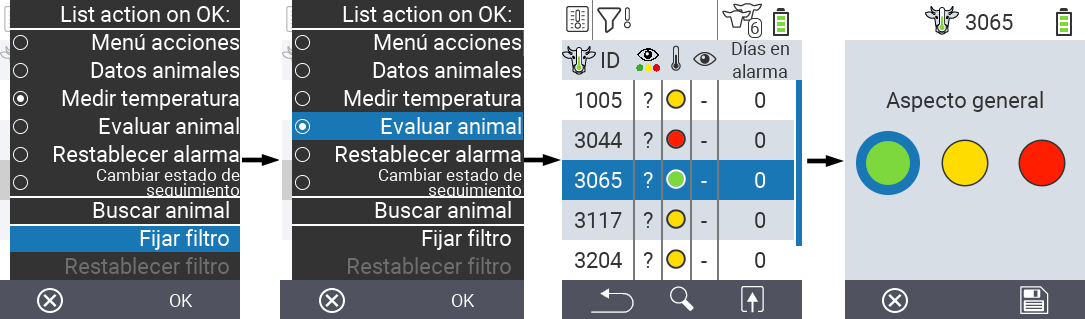 List action on OK:
Menú acciones
Datos animales
Medir temperatura
Evaluar animal
Restablecer alarma
Cambiar estado de
seguimiento
Buscar animal
Fijar filtro
Restablecer filtro
OK
List action on OK:
Menú acciones
Datos animales
Medir temperatura
Evaluar animal
Restablecer alarma
Cambiar estado de
seguimiento
Buscar animal
Fijar filtro
Restablecer filtro
OK
6
ID Días en
alarma
1005 ? - 0
3044 ? - 0
3065 ? - 0
3117 ? - 0
3204 ? - 0
3065
Aspecto general